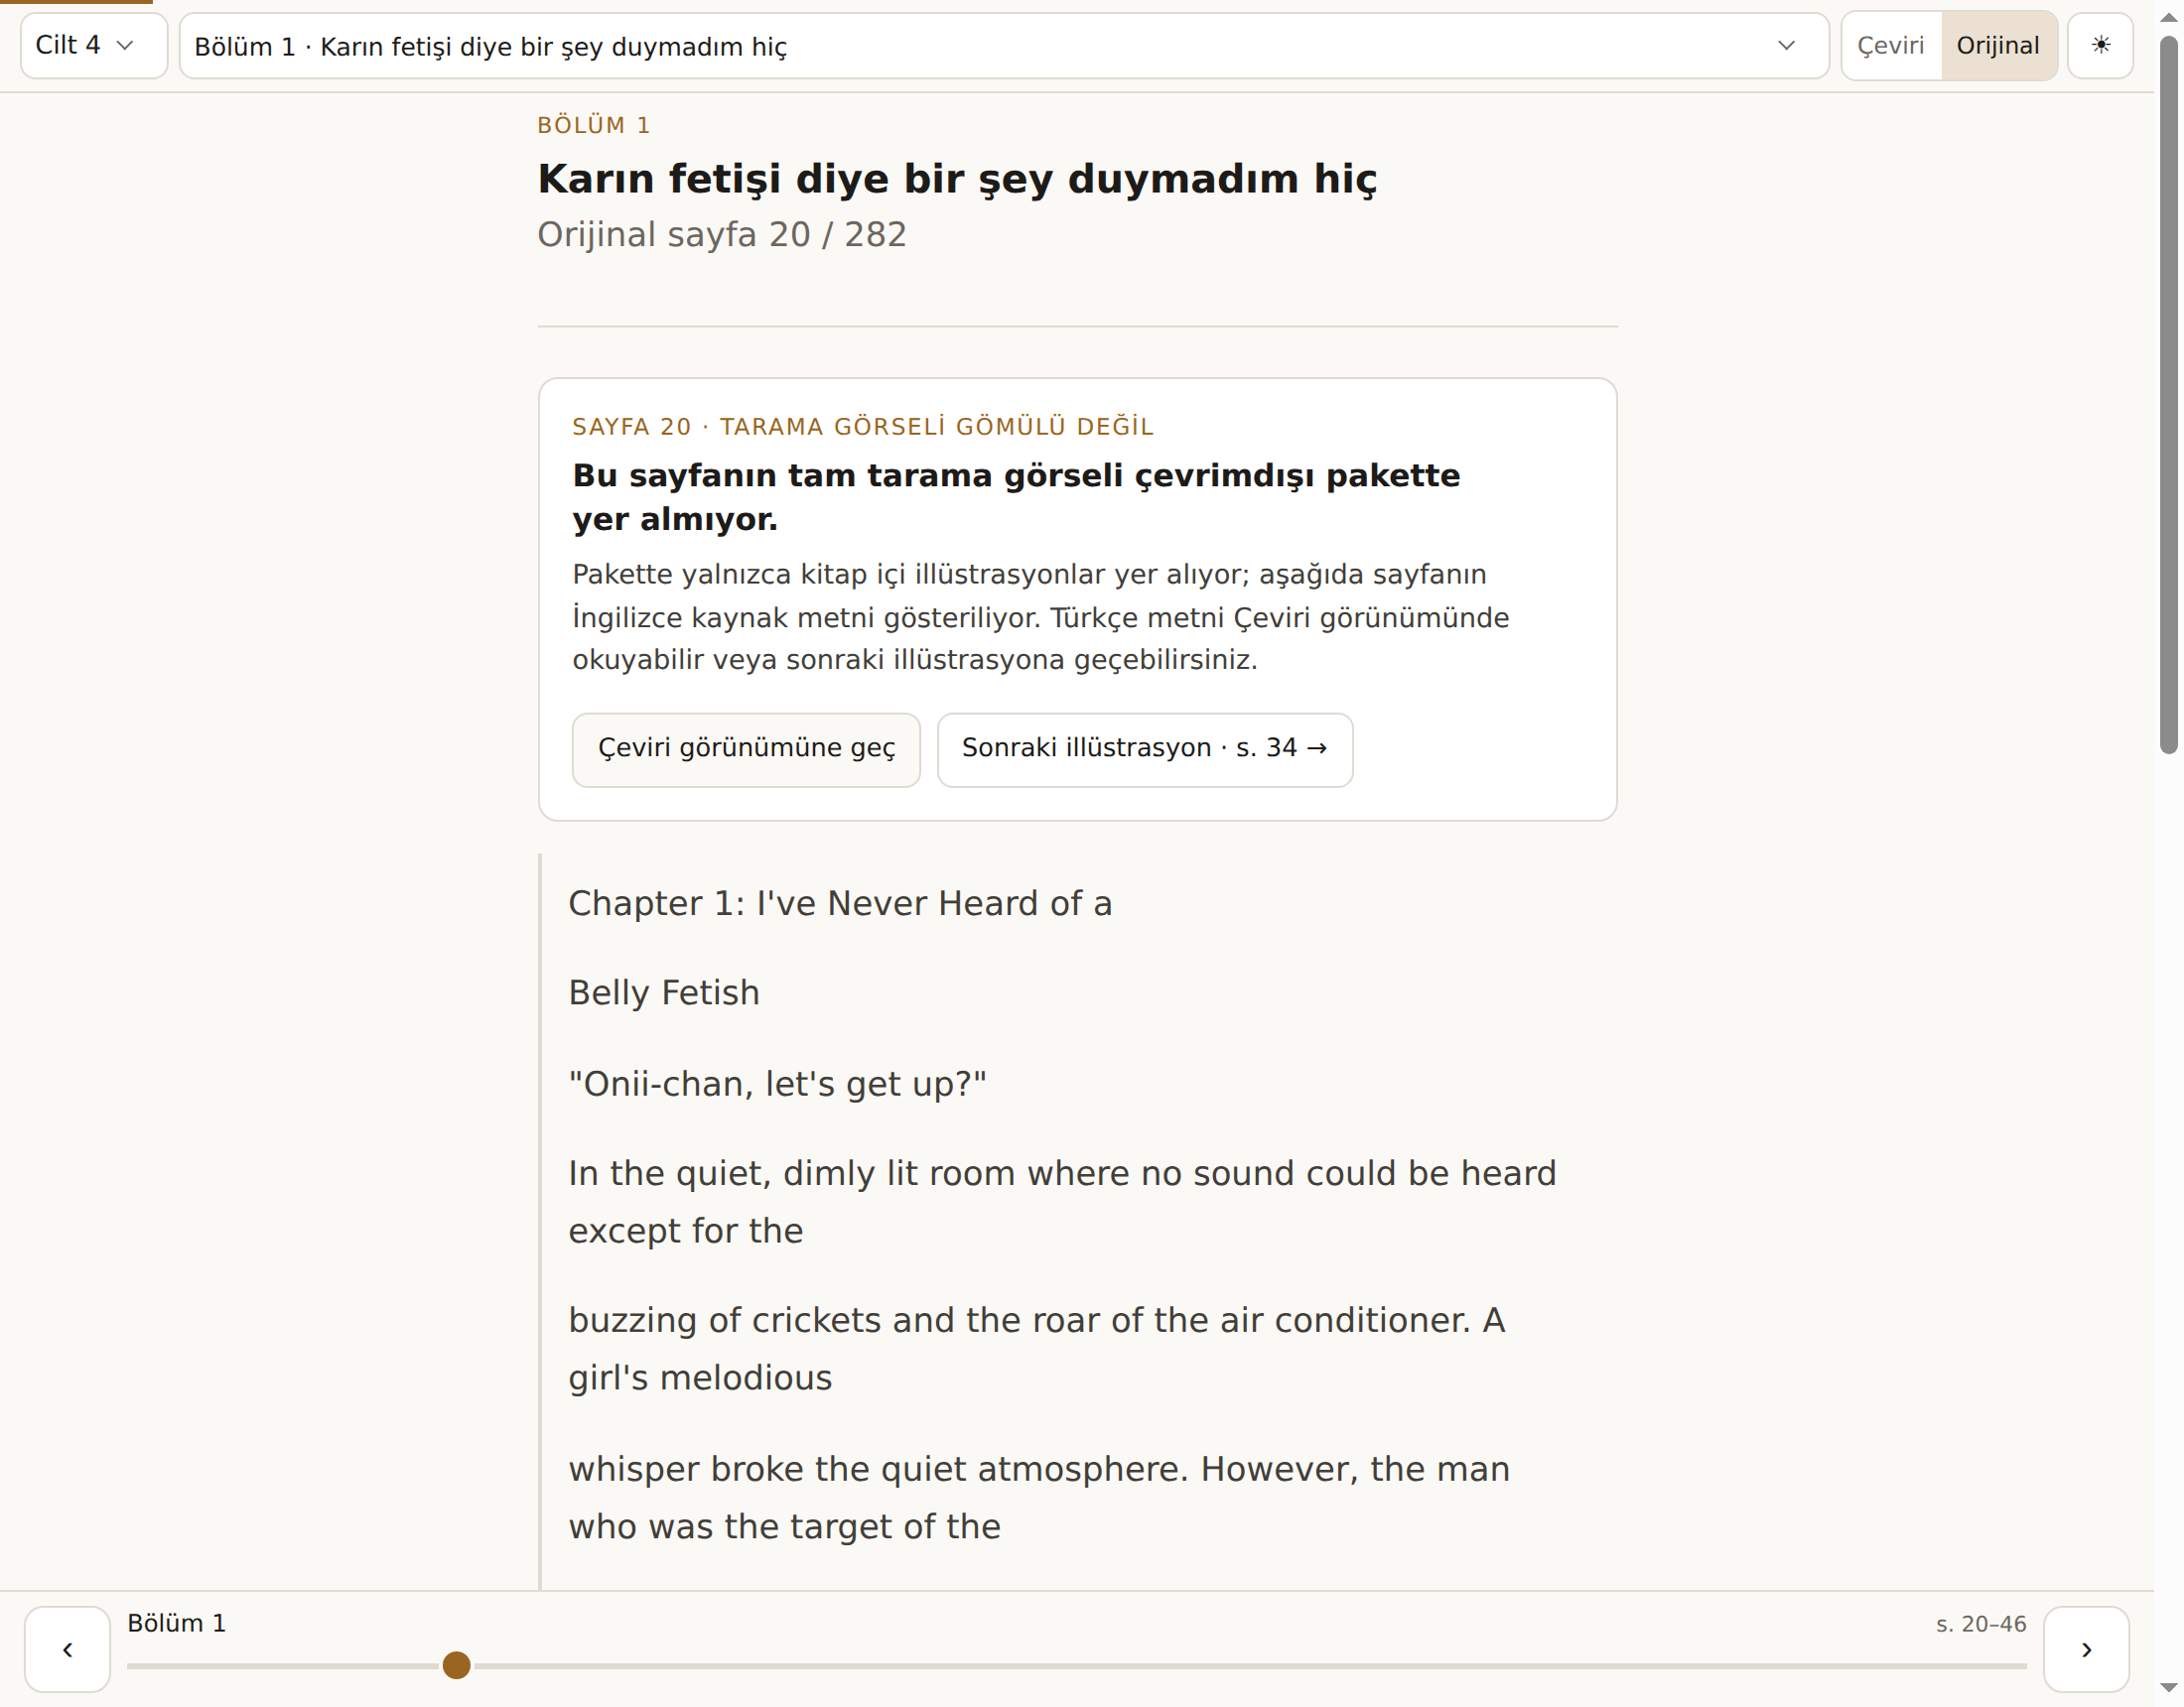 Cilt 4
Bölüm 1 · Karın fetişi diye bir şey duymadım hiç
Çeviri
Orijinal
BÖLÜM 1
Karın fetişi diye bir şey duymadım hiç
Orijinal sayfa 20 / 282
SAYFA 20 · TARAMA GÖRSELİ GÖMÜLÜ DEĞİL
Bu sayfanın tam tarama görseli çevrimdışı pakette
yer almıyor.
Pakette yalnızca kitap içi illüstrasyonlar yer alıyor; aşağıda sayfanın
İngilizce kaynak metni gösteriliyor. Türkçe metni Çeviri görünümünde
okuyabilir veya sonraki illüstrasyona geçebilirsiniz.
Çeviri görünümüne geç
Sonraki illüstrasyon · s. 34 →
Chapter 1: I've Never Heard of a
Belly Fetish
"Onii-chan, let's get up?"
In the quiet, dimly lit room where no sound could be heard
except for the
buzzing of crickets and the roar of the air conditioner. A
girl's melodious
whisper broke the quiet atmosphere. However, the man
who was the target of the
‹
Bölüm 1
s. 20–46
›